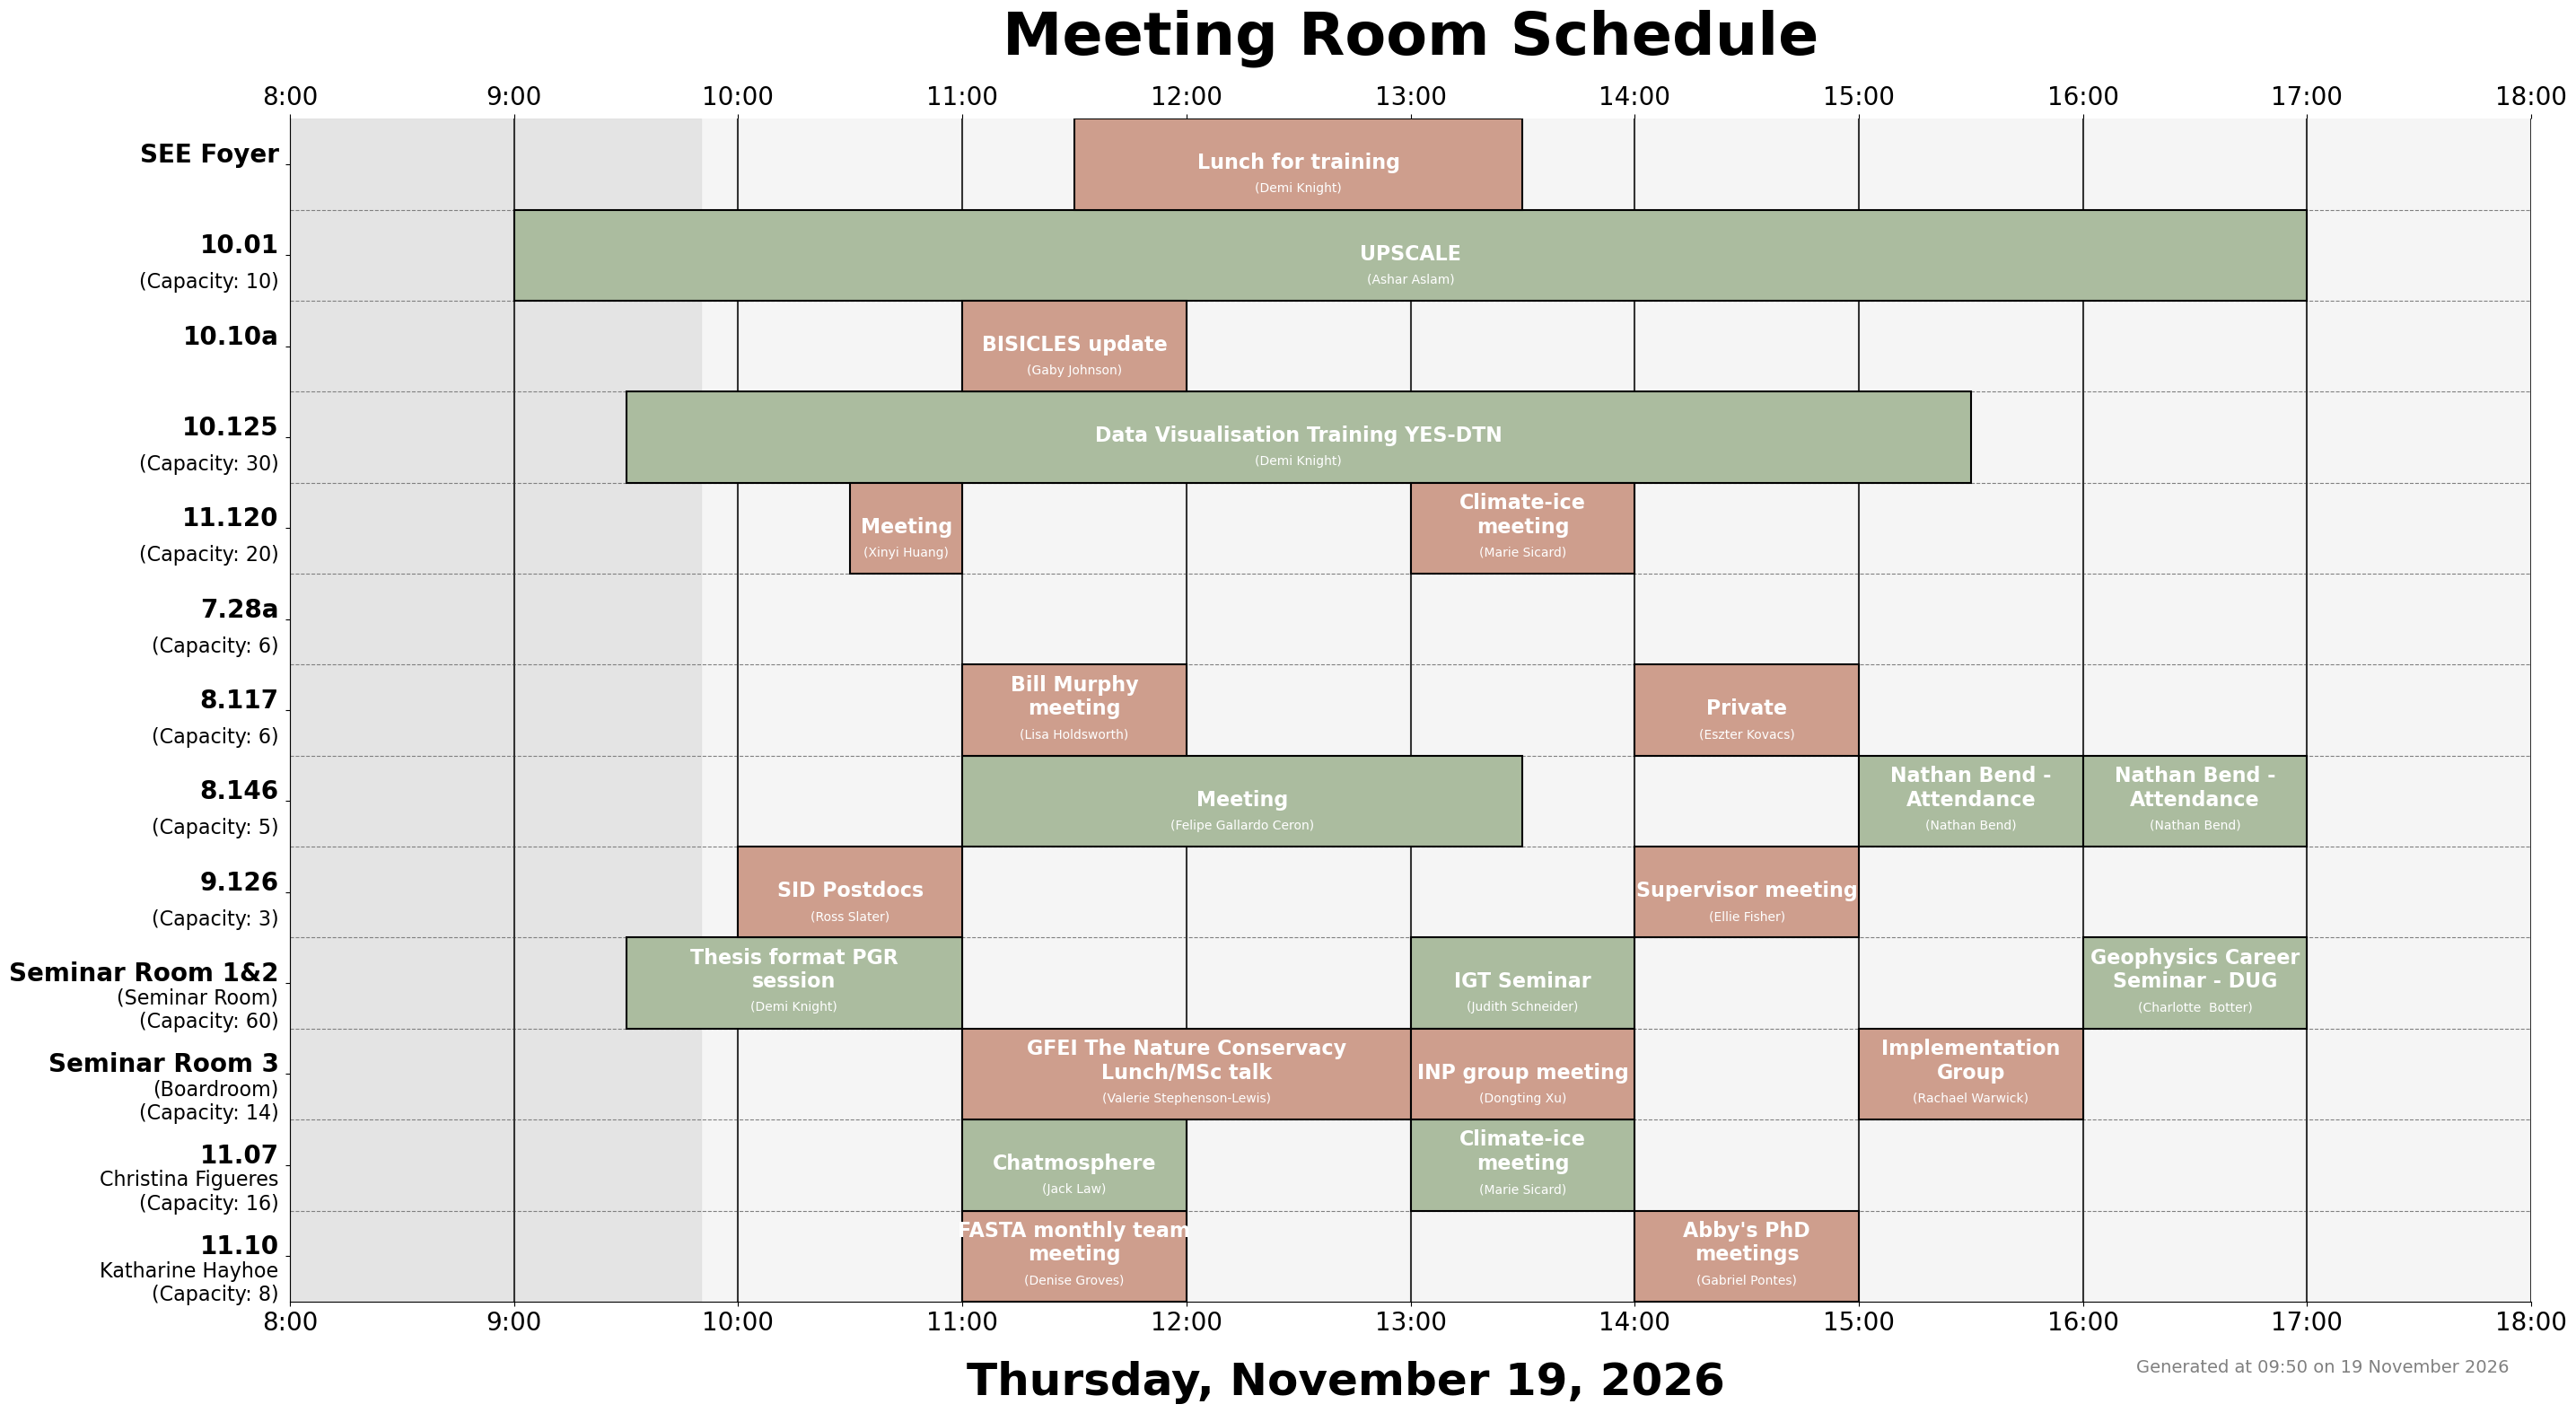 Meeting Room Schedule
8:00 9:00 10:00 11:00 12:00 13:00 14:00 15:00 16:00 17:00 18:00
SEE Foyer
Lunch for training
(Demi Knight)
10.01
(Capacity: 10)
UPSCALE
(Ashar Aslam)
10.10a
BISICLES update
(Gaby Johnson)
10.125
(Capacity: 30)
Data Visualisation Training YES-DTN
(Demi Knight)
11.120
(Capacity: 20)
Meeting
(Xinyi Huang)
Climate-ice
meeting
(Marie Sicard)
7.28a
(Capacity: 6)
8.117
(Capacity: 6)
Bill Murphy
meeting
(Lisa Holdsworth)
Private
(Eszter Kovacs)
8.146
(Capacity: 5)
Meeting
(Felipe Gallardo Ceron)
Nathan Bend -
Attendance
(Nathan Bend)
Nathan Bend -
Attendance
(Nathan Bend)
9.126
(Capacity: 3)
SID Postdocs
(Ross Slater)
Supervisor meeting
(Ellie Fisher)
Seminar Room 1&2
(Seminar Room)
(Capacity: 60)
Thesis format PGR
session
(Demi Knight)
IGT Seminar
(Judith Schneider)
Geophysics Career
Seminar - DUG
(Charlotte  Botter)
Seminar Room 3
(Boardroom)
(Capacity: 14)
GFEI The Nature Conservacy
Lunch/MSc talk
(Valerie Stephenson-Lewis)
INP group meeting
(Dongting Xu)
Implementation
Group
(Rachael Warwick)
11.07
Christina Figueres
(Capacity: 16)
Chatmosphere
(Jack Law)
Climate-ice
meeting
(Marie Sicard)
11.10
Katharine Hayhoe
(Capacity: 8)
FASTA monthly team
meeting
(Denise Groves)
Abby's PhD
meetings
(Gabriel Pontes)
8:00 9:00 10:00 11:00 12:00 13:00 14:00 15:00 16:00 17:00 18:00
Thursday, November 19, 2026
Generated at 09:50 on 19 November 2026